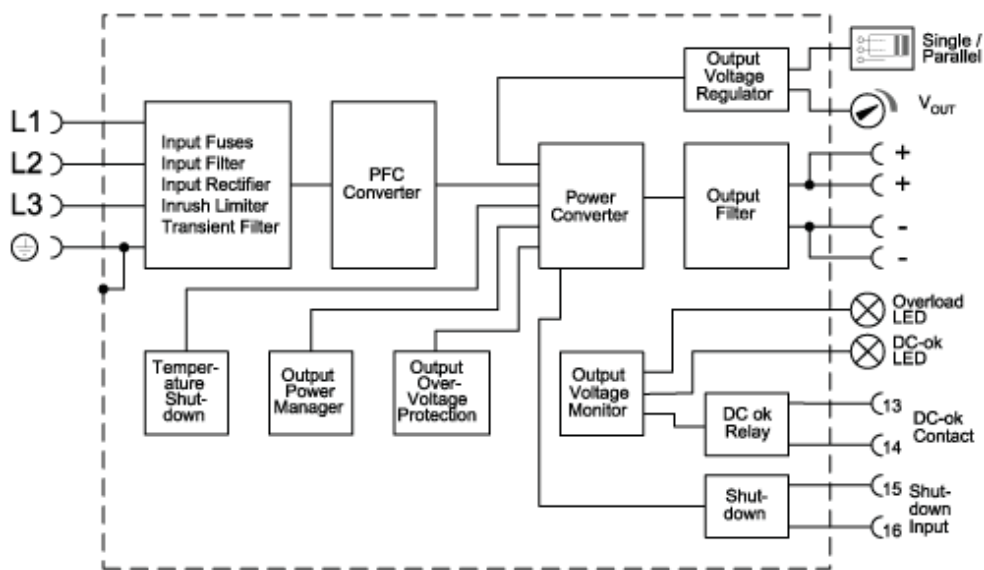 Single /
Parallel
Output
Voltage
Regulator
VOUT
L1
L2
L3
Input Fuses
Input Filter
Input Rectifier
Inrush Limiter
Transient Filter
PFC
Converter
Power
Converter
Output
Filter
+
+
-
-
Temper-
ature
Shut-
down
Output
Power
Manager
Output
Over-
Voltage
Protection
Output
Voltage
Monitor
Overload
LED
DC-ok
LED
DC ok
Relay
13
14
DC-ok
Contact
Shut-
down
15
16
Shut-
down
Input